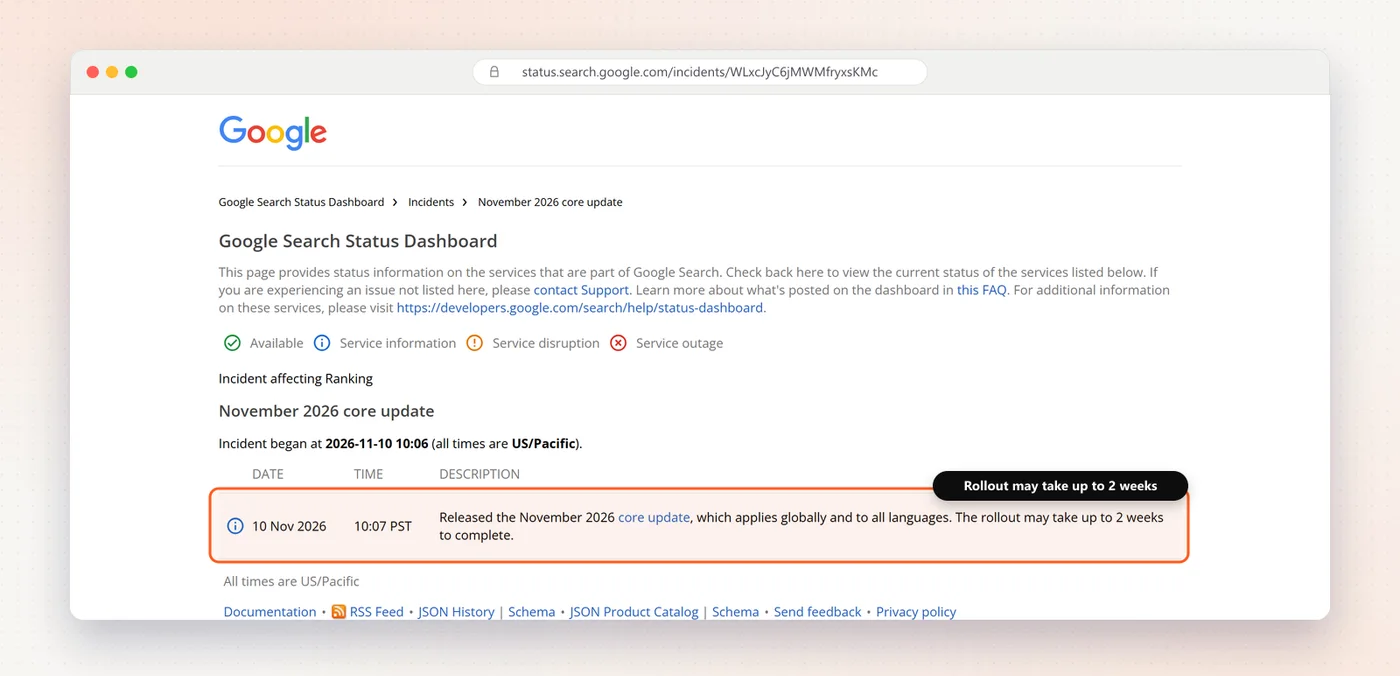 status.search.google.com/incidents/WLxcJyC6jMWMfryxsKMc
Google
Google Search Status Dashboard › Incidents › November 2026 core update
Google Search Status Dashboard
This page provides status information on the services that are part of Google Search. Check back here to view the current status of the services listed below. If
you are experiencing an issue not listed here, please contact Support. Learn more about what's posted on the dashboard in this FAQ. For additional information
on these services, please visit https://developers.google.com/search/help/status-dashboard.
Available Service information Service disruption Service outage
Incident affecting Ranking
November 2026 core update
Incident began at 2026-11-10 10:06 (all times are US/Pacific).
DATE TIME DESCRIPTION
Rollout may take up to 2 weeks
10 Nov 2026 10:07 PST Released the November 2026 core update, which applies globally and to all languages. The rollout may take up to 2 weeks
to complete.
All times are US/Pacific
Documentation • RSS Feed • JSON History | Schema • JSON Product Catalog | Schema • Send feedback • Privacy policy